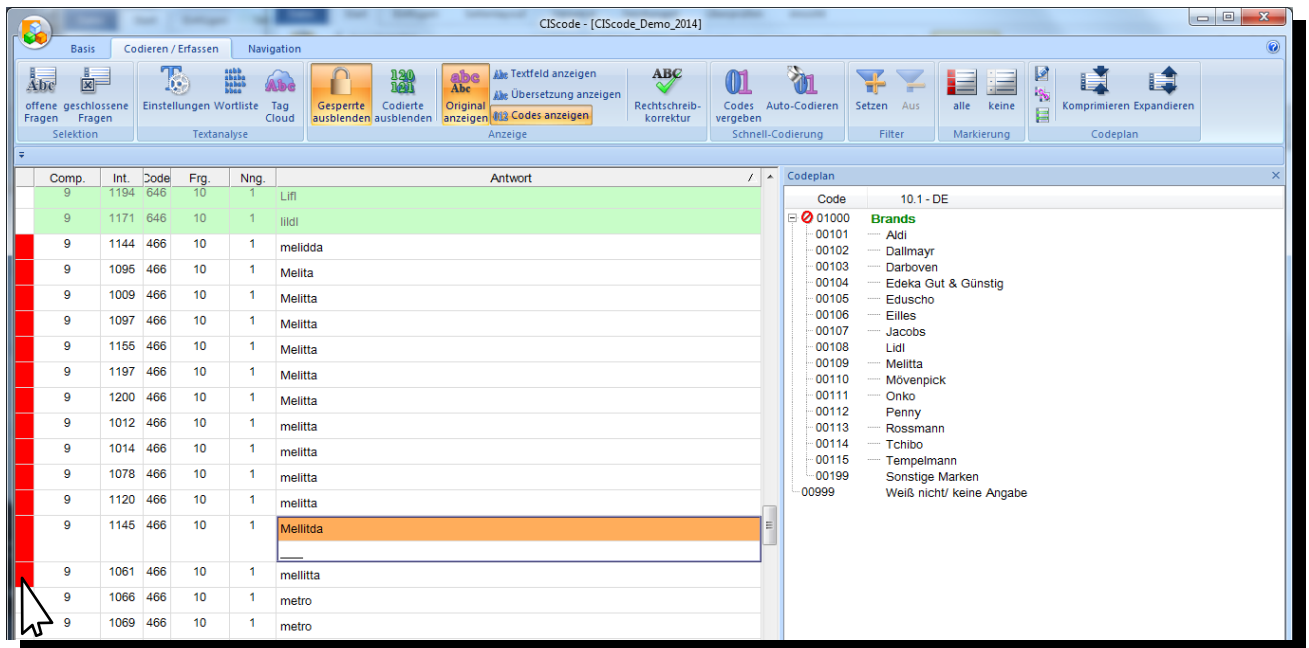 CIScode - [CIScode_Demo_2014]
Basis Codieren / Erfassen Navigation
Abc offene Fragen
geschlossene Fragen
Selektion
Einstellungen
Wortliste
Tag Cloud
Textanalyse
Gesperrte ausblenden
Codierte ausblenden
abc Abc Original anzeigen
Abc Textfeld anzeigen
Abc Übersetzung anzeigen
012 Codes anzeigen
ABC Rechtschreib-korrektur
Anzeige
01 Codes vergeben
01 Auto-Codieren
Schnell-Codierung
Setzen
Aus
Filter
alle
keine
Markierung
Komprimieren
Expandieren
Codeplan
Comp. Int. Code Frg. Nng. Antwort /
9 1194 646 10 1 Lifl
9 1171 646 10 1 lildl
9 1144 466 10 1 melidda
9 1095 466 10 1 Melita
9 1009 466 10 1 Melitta
9 1097 466 10 1 Melitta
9 1155 466 10 1 Melitta
9 1197 466 10 1 Melitta
9 1200 466 10 1 Melitta
9 1012 466 10 1 melitta
9 1014 466 10 1 melitta
9 1078 466 10 1 melitta
9 1120 466 10 1 melitta
9 1145 466 10 1 Mellitda
9 1061 466 10 1 mellitta
9 1066 466 10 1 metro
9 1069 466 10 1 metro
Codeplan
Code 10.1 - DE
01000 Brands
00101 Aldi
00102 Dallmayr
00103 Darboven
00104 Edeka Gut & Günstig
00105 Eduscho
00106 Eilles
00107 Jacobs
00108 Lidl
00109 Melitta
00110 Mövenpick
00111 Onko
00112 Penny
00113 Rossmann
00114 Tchibo
00115 Tempelmann
00199 Sonstige Marken
00999 Weiß nicht/ keine Angabe